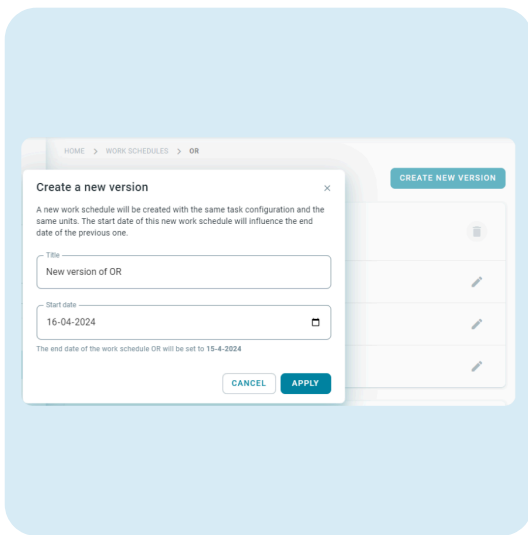 HOME > WORK SCHEDULES > OR
CREATE NEW VERSION
Create a new version
A new work schedule will be created with the same task configuration and the
same units. The start date of this new work schedule will influence the end
date of the previous one.
Title
New version of OR
Start date
16-04-2024
The end date of the work schedule OR will be set to 15-4-2024
CANCEL APPLY